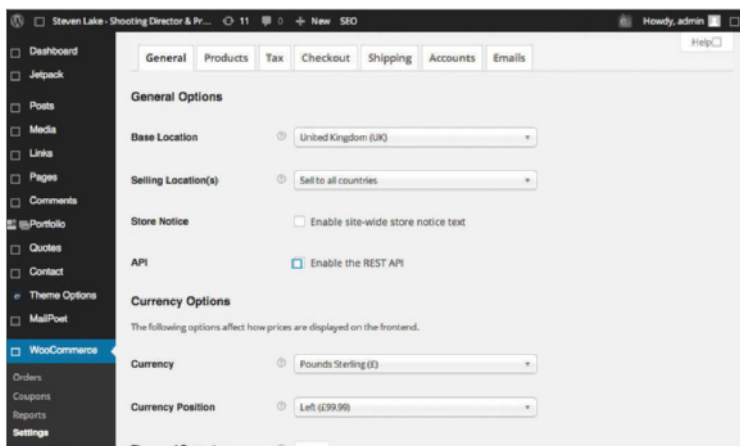 Steven Lake - Shooting Director & Pr... 11 0 + New SEO Howdy, admin
Help
Dashboard
Jetpack
Posts
Media
Links
Pages
Comments
Portfolio
Quotes
Contact
Theme Options
MailPoet
WooCommerce
Orders
Coupons
Reports
Settings
General Products Tax Checkout Shipping Accounts Emails
General Options
Base Location United Kingdom (UK)
Selling Location(s) Sell to all countries
Store Notice Enable site-wide store notice text
API Enable the REST API
Currency Options
The following options affect how prices are displayed on the frontend.
Currency Pounds Sterling (£)
Currency Position Left (£99.99)